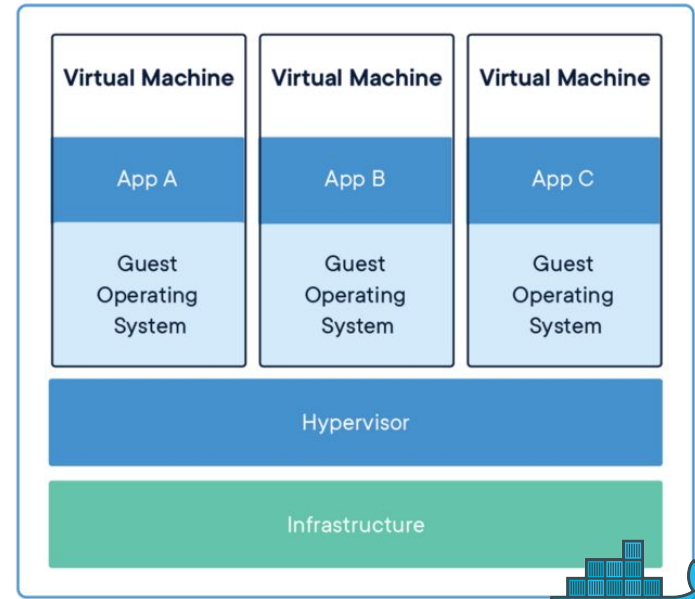 Virtual Machine
Virtual Machine
Virtual Machine
App A
App B
App C
Guest
Operating
System
Guest
Operating
System
Guest
Operating
System
Hypervisor
Infrastructure